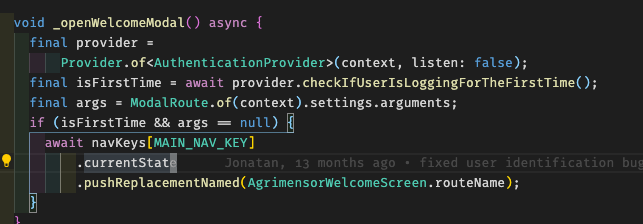 void _openWelcomeModal() async {
final provider =
Provider.of<AuthenticationProvider>(context, listen: false);
final isFirstTime = await provider.checkIfUserIsLoggingForTheFirstTime();
final args = ModalRoute.of(context).settings.arguments;
if (isFirstTime && args == null) {
await navKeys[MAIN_NAV_KEY]
.currentState Jonatan, 13 months ago • fixed user identification bug
.pushReplacementNamed(AgrimensorWelcomeScreen.routeName);
}
}